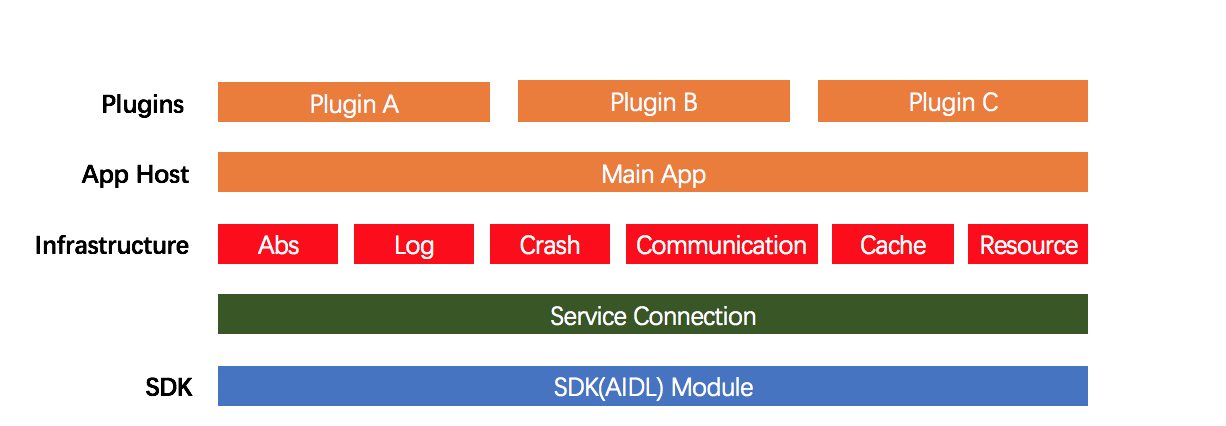 Plugins Plugin A Plugin B Plugin C
App Host Main App
Infrastructure Abs Log Crash Communication Cache Resource
Service Connection
SDK SDK(AIDL) Module